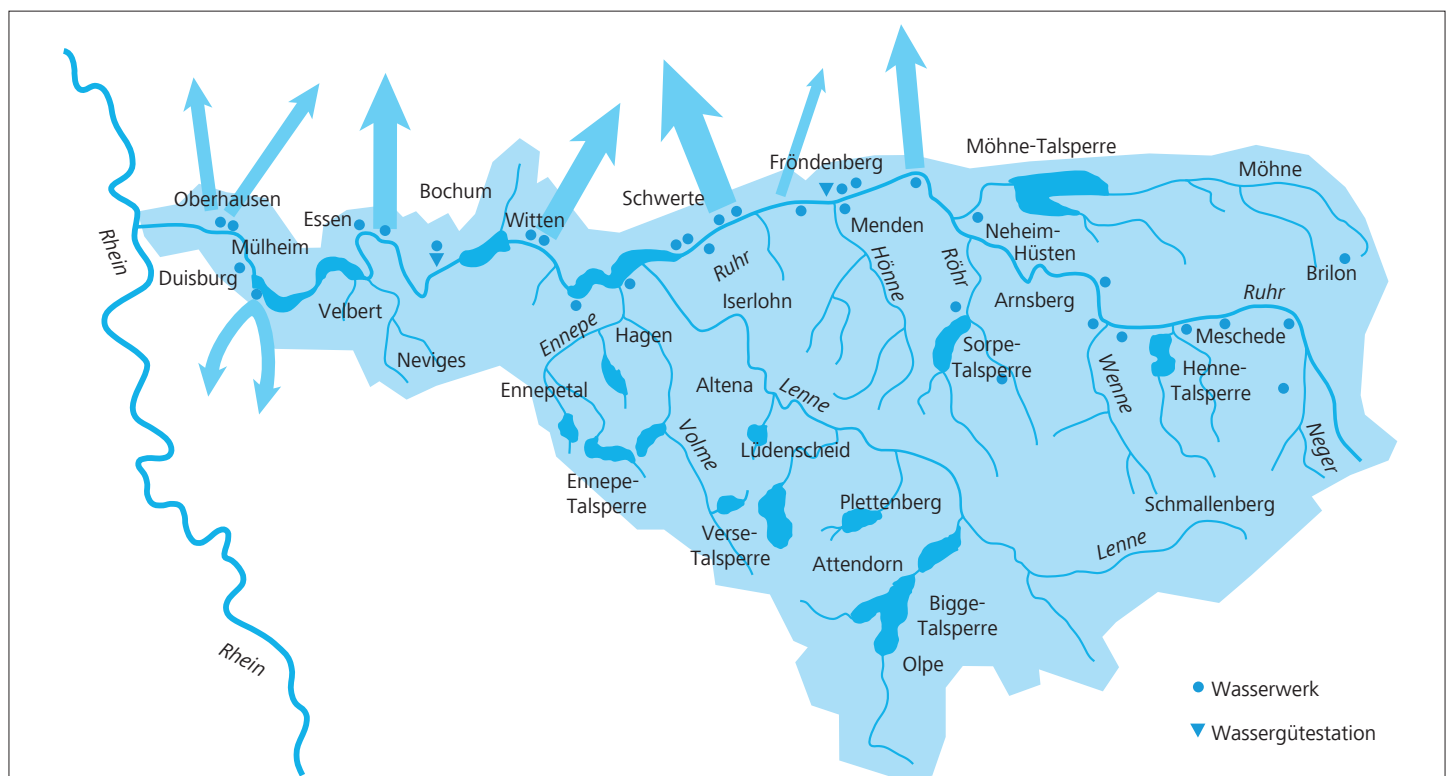 Möhne-Talsperre
Fröndenberg
Möhne
Bochum
Oberhausen
Schwerte
Essen
Witten
Menden
Neheim-
Hüsten
Rhein
Mülheim
Duisburg
Ruhr
Hönne
Röhr
Brilon
Velbert
Iserlohn
Arnsberg
Ruhr
Ennepe
Hagen
Meschede
Neviges
Sorpe-
Talsperre
Wenne
Henne-
Talsperre
Ennepetal
Altena
Lenne
Volme
Lüdenscheid
Neger
Ennepe-
Talsperre
Plettenberg
Schmallenberg
Verse-
Talsperre
Lenne
Attendorn
Bigge-
Talsperre
Rhein
Olpe
Wasserwerk
Wassergütestation